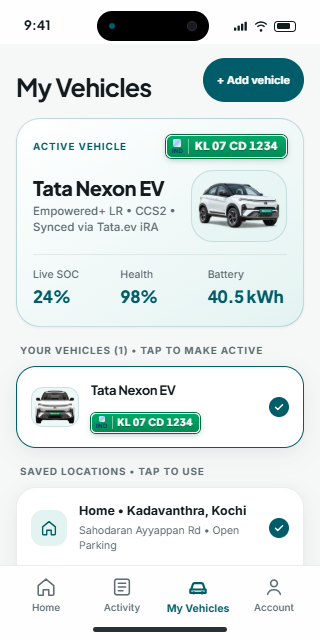 9:41
My Vehicles
+ Add vehicle
ACTIVE VEHICLE
IND KL 07 CD 1234
Tata Nexon EV
Empowered+ LR • CCS2 •
Synced via Tata.ev iRA
Live SOC
24%
Health
98%
Battery
40.5 kWh
YOUR VEHICLES (1) • TAP TO MAKE ACTIVE
Tata Nexon EV
IND KL 07 CD 1234
SAVED LOCATIONS • TAP TO USE
Home • Kadavanthra, Kochi
Sahodaran Ayyappan Rd • Open
Parking
Home
Activity
My Vehicles
Account